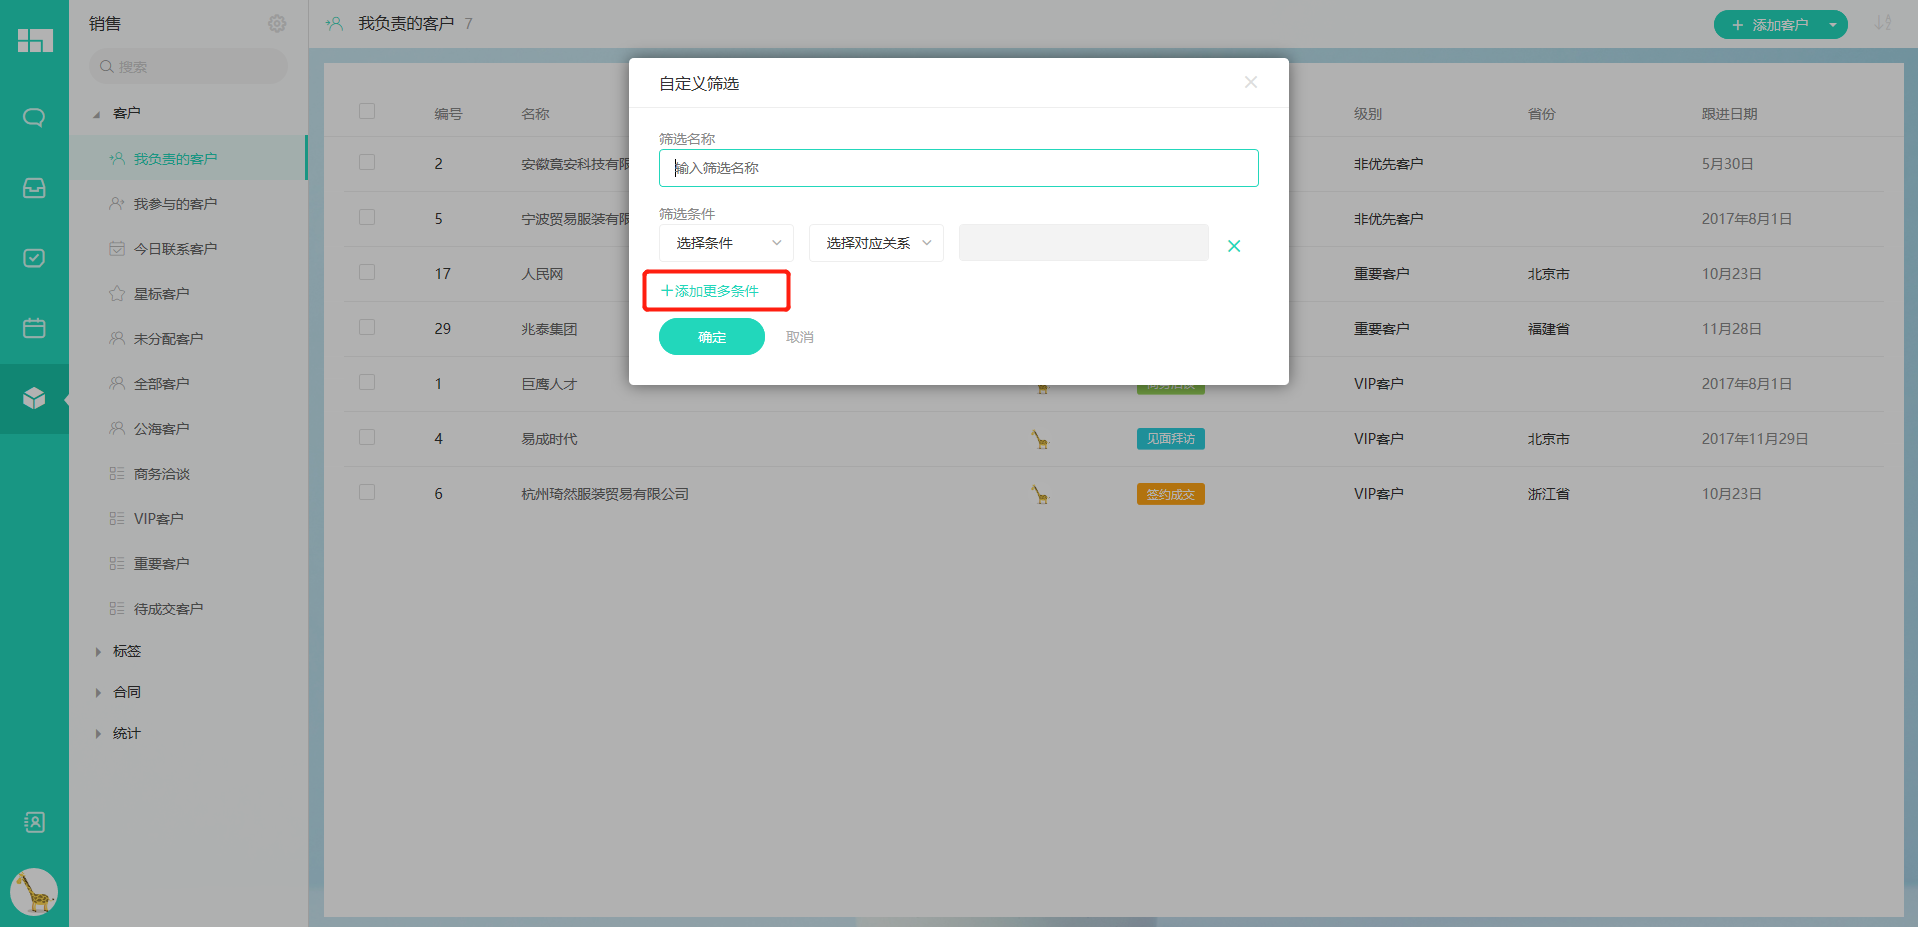 销售
搜索
客户
我负责的客户
我参与的客户
今日联系客户
星标客户
未分配客户
全部客户
公海客户
商务洽谈
VIP客户
重要客户
待成交客户
标签
合同
统计
我负责的客户 7
添加客户
编号 名称 级别 省份 跟进日期
2 安徽竟安科技有限 非优先客户 5月30日
5 宁波贸易服装有限 非优先客户 2017年8月1日
17 人民网 重要客户 北京市 10月23日
29 兆泰集团 重要客户 福建省 11月28日
1 巨鹰人才 商务洽谈 VIP客户 2017年8月1日
4 易成时代 见面拜访 VIP客户 北京市 2017年11月29日
6 杭州琦然服装贸易有限公司 签约成交 VIP客户 浙江省 10月23日
自定义筛选
筛选名称
输入筛选名称
筛选条件
选择条件 选择对应关系
+添加更多条件
确定 取消